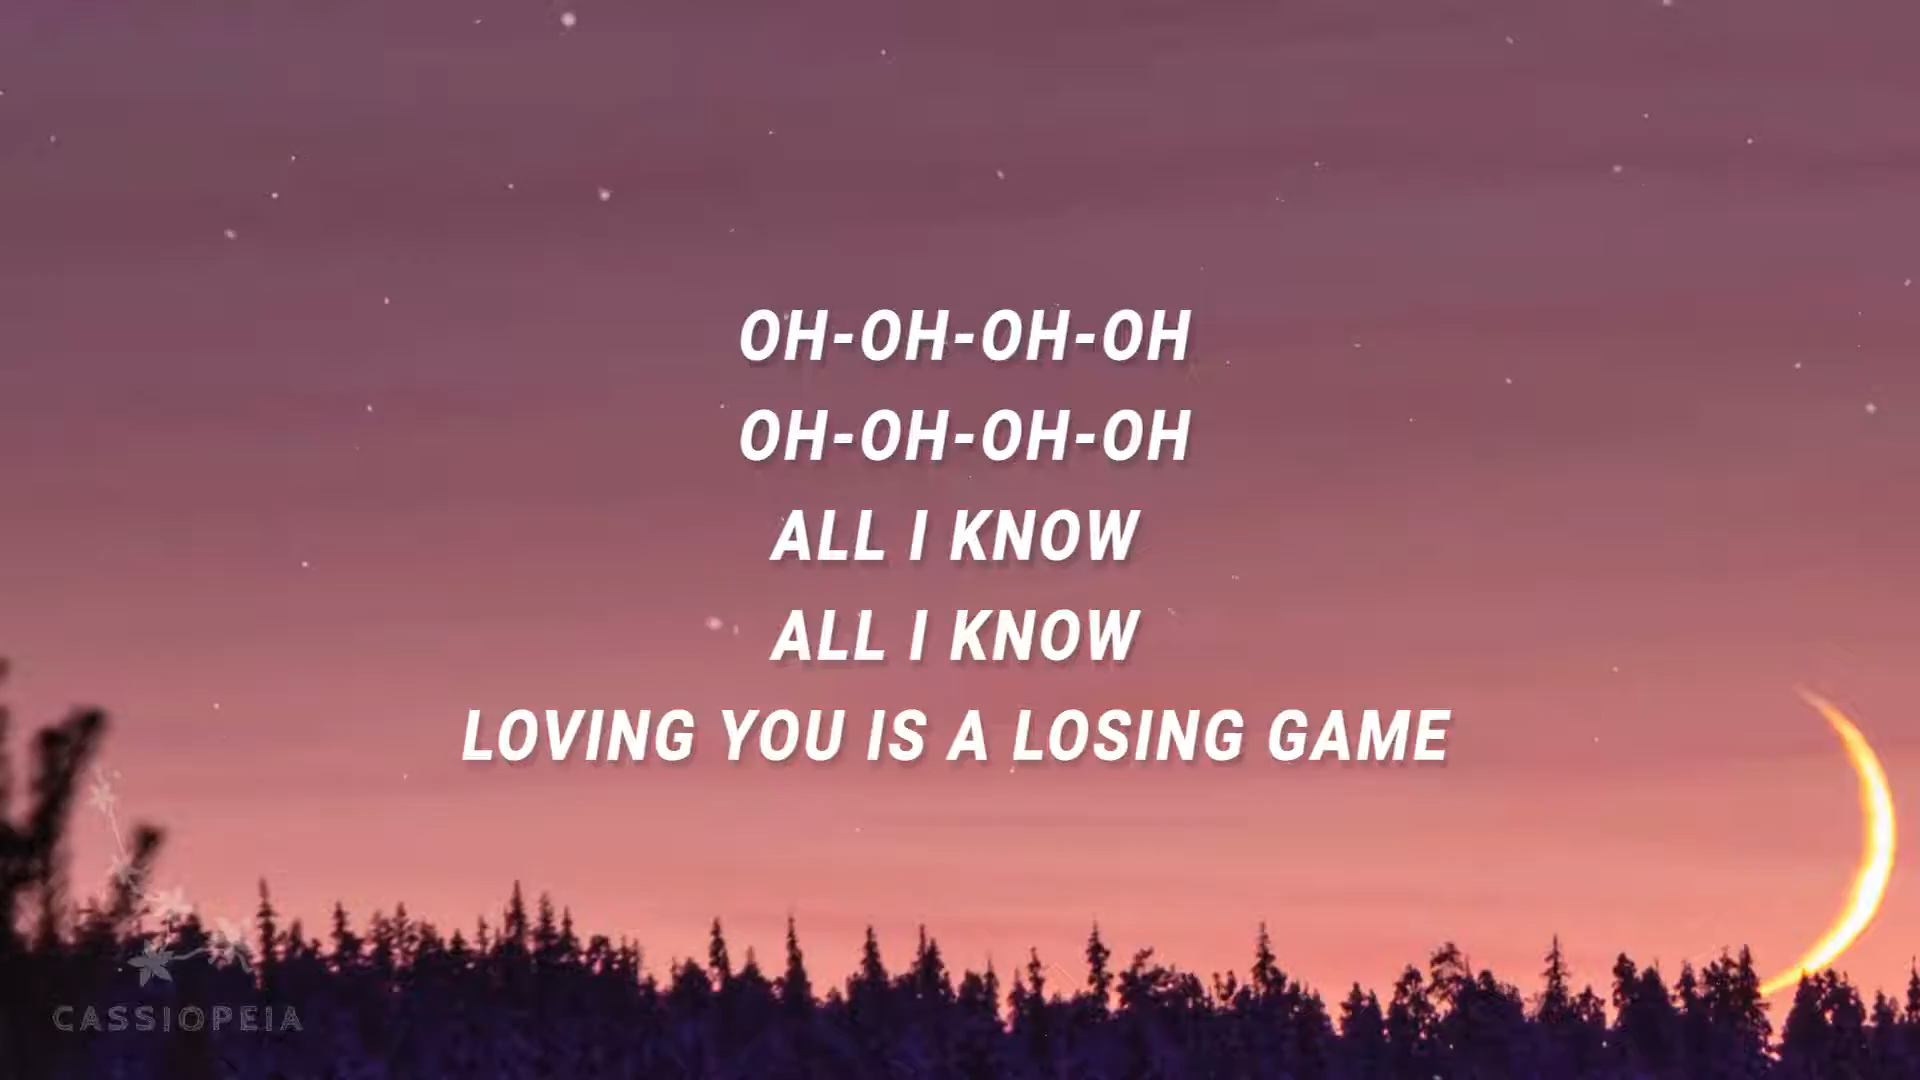 OH-OH-OH-OH
OH-OH-OH-OH
ALL I KNOW
ALL I KNOW
LOVING YOU IS A LOSING GAME
CASSIOPEIA